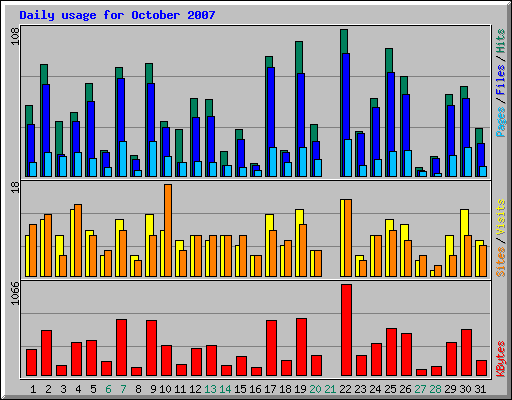 Daily usage for October 2007
108
Pages / Files / Hits
18
Sites / Visits
1066
KBytes
1 2 3 4 5 6 7 8 9 10 11 12 13 14 15 16 17 18 19 20 21 22 23 24 25 26 27 28 29 30 31